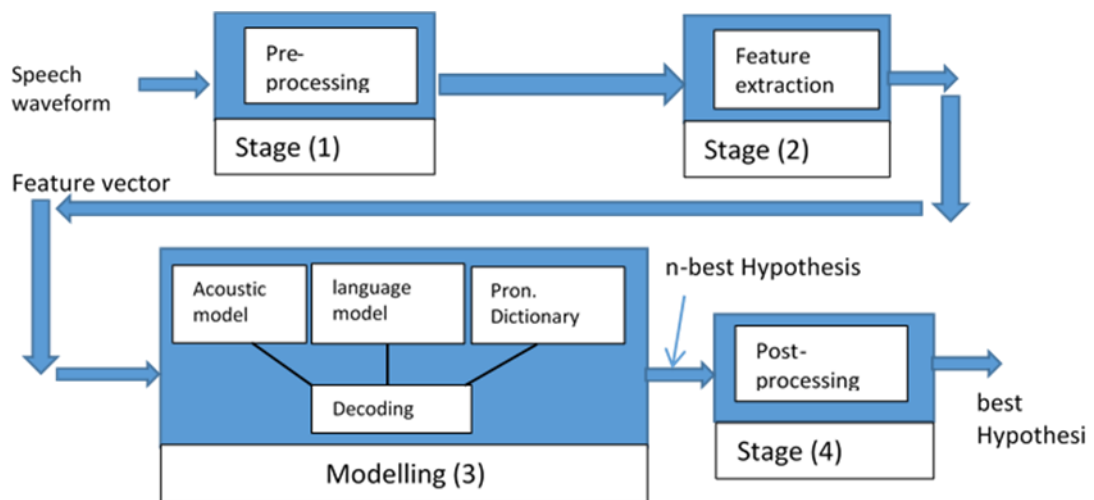 Speech
waveform
Pre-
processing
Stage (1)
Feature
extraction
Stage (2)
Feature vector
Acoustic
model
language
model
Pron.
Dictionary
Decoding
Modelling (3)
n-best Hypothesis
Post-
processing
Stage (4)
best
Hypothesi